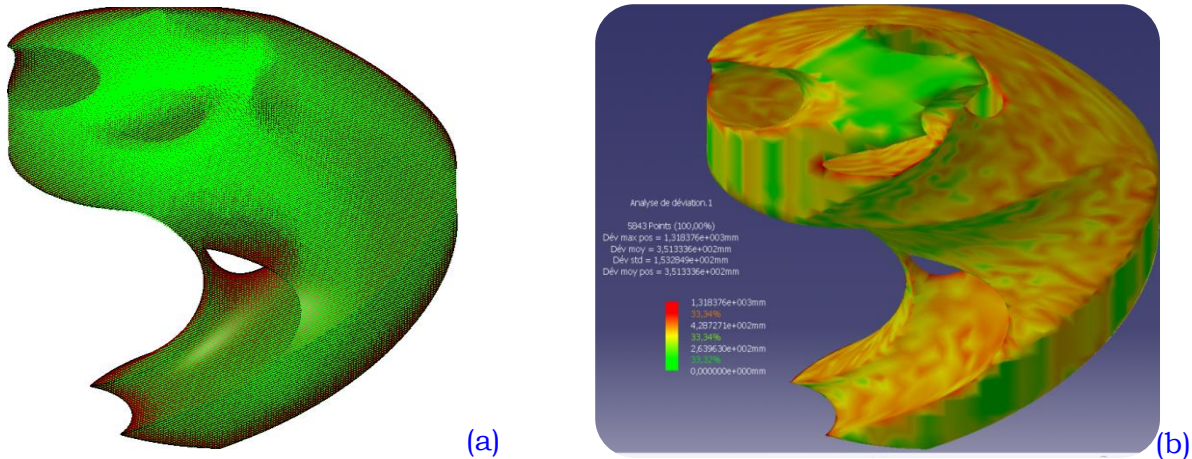 Analyse de déviation.1
5843 Points (100,00%)
Dév max pos = 1,318376e+003mm
Dév moy = 3,513336e+002mm
Dév std = 1,532849e+002mm
Dév moy pos = 3,513336e+002mm
1,318376e+003mm
33,34%
4,287271e+002mm
33,34%
2,639630e+002mm
33,32%
0,000000e+000mm
(a)
(b)